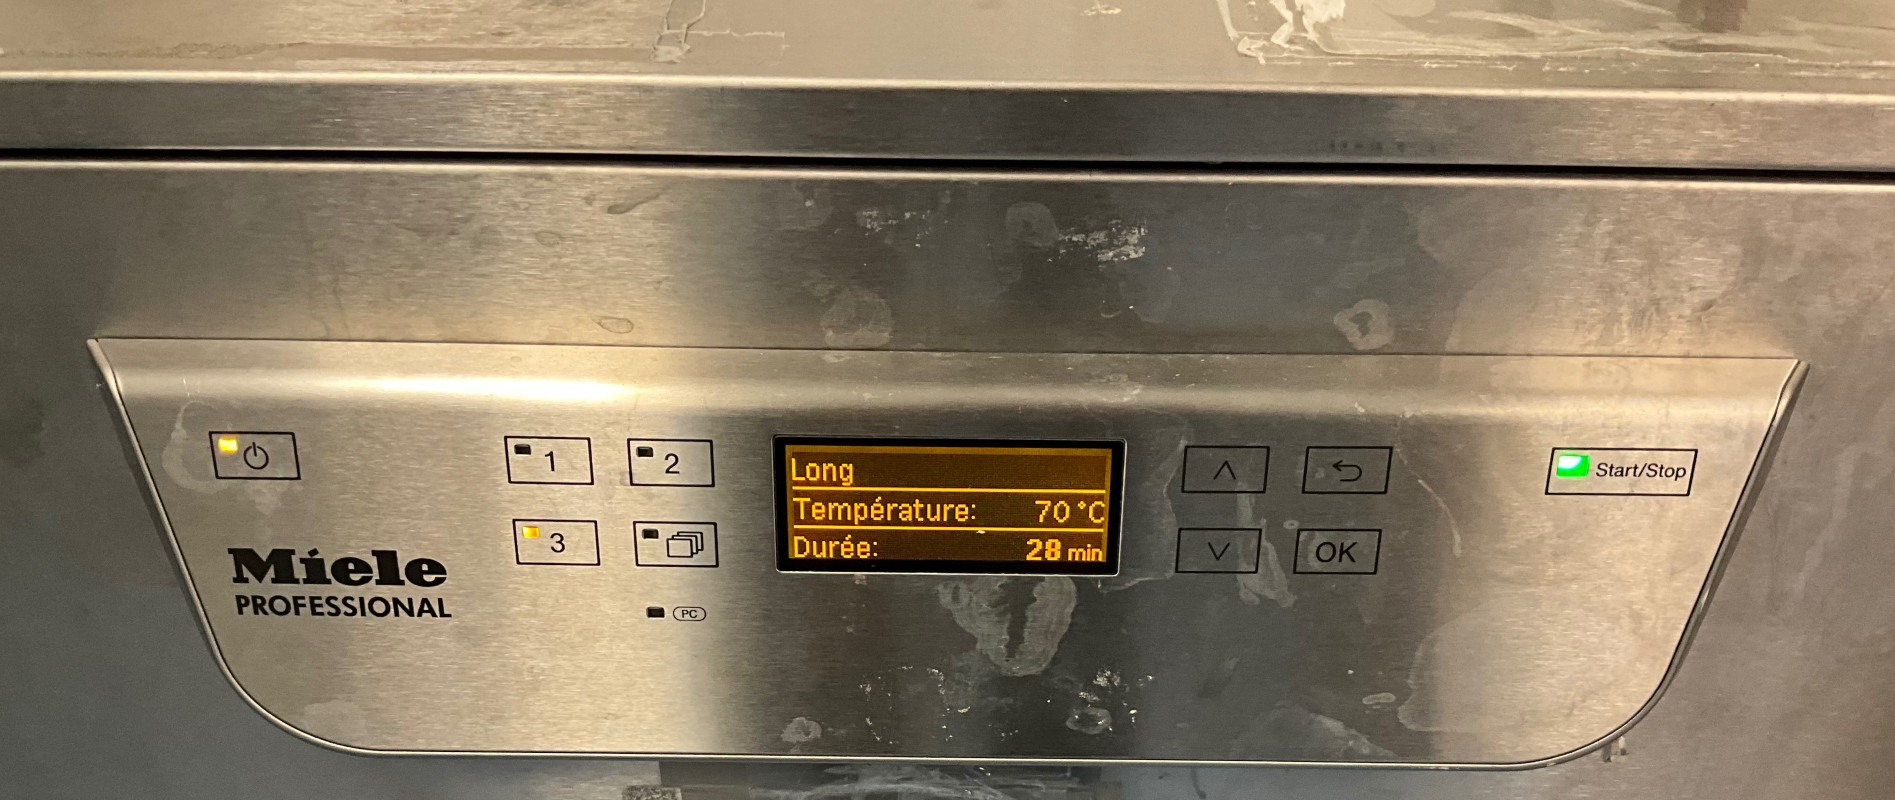 1
2
Long
Température: 70 °C
Durée: 28 min
Start/Stop
3
OK
Miele
PROFESSIONAL
PC